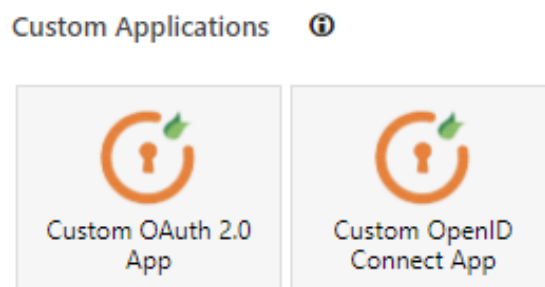 Custom Applications
Custom OAuth 2.0
App
Custom OpenID
Connect App